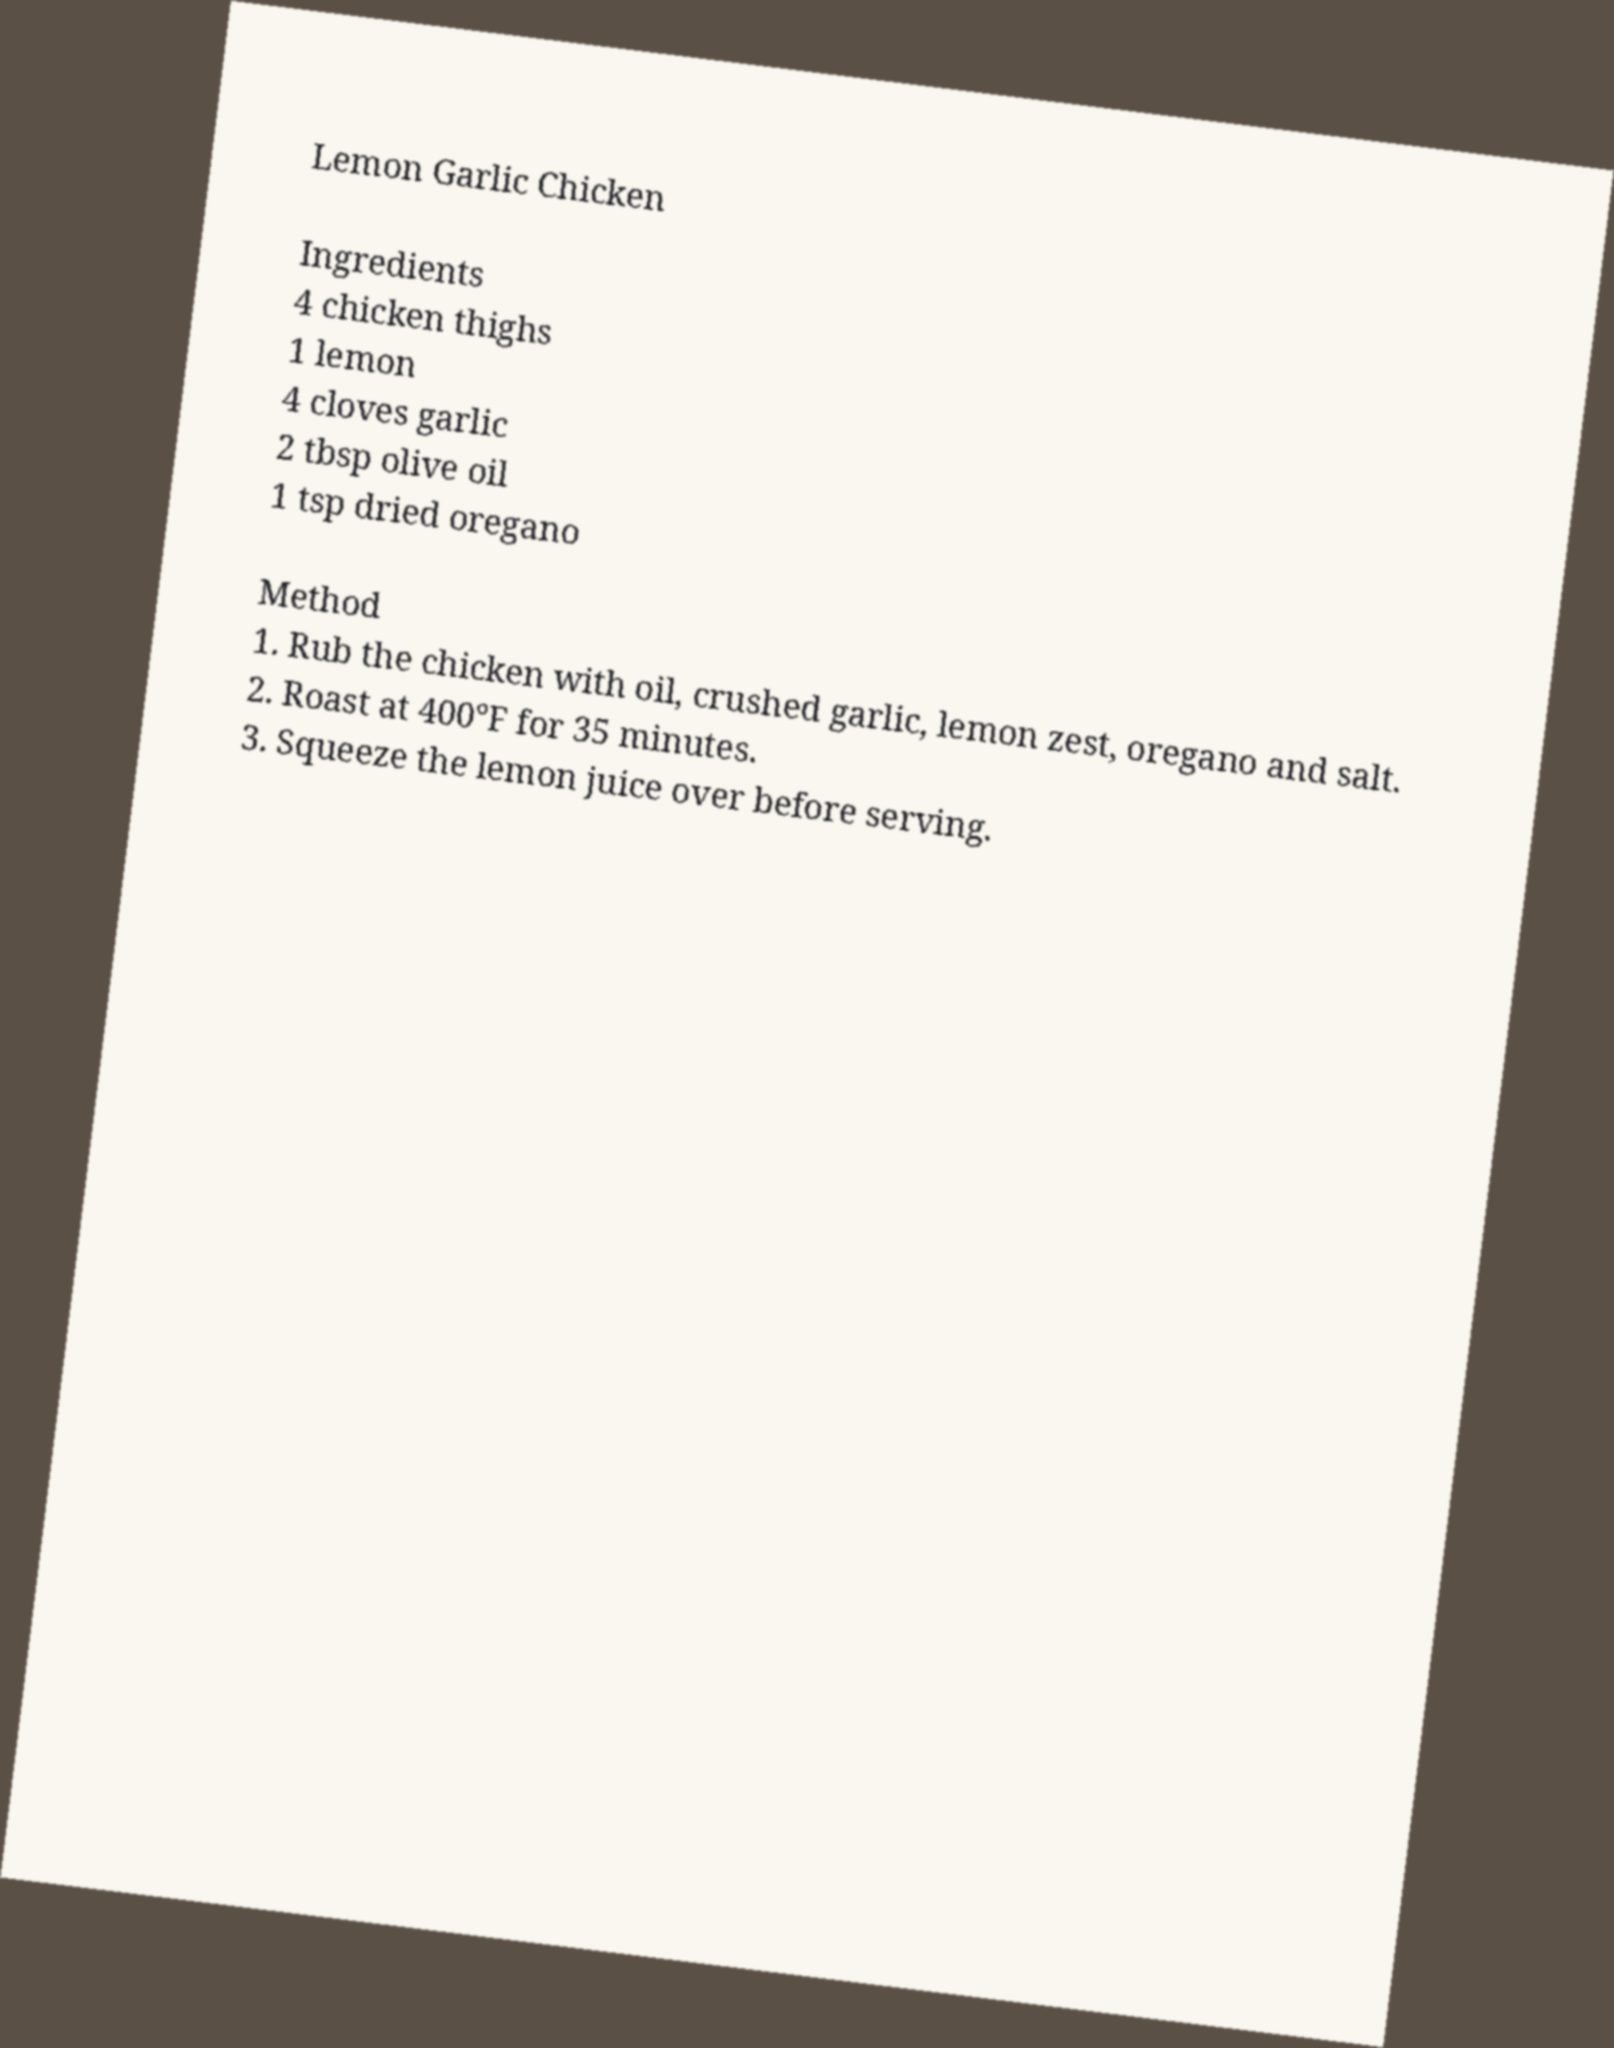 Lemon Garlic Chicken
Ingredients
4 chicken thighs
1 lemon
4 cloves garlic
2 tbsp olive oil
1 tsp dried oregano
Method
1. Rub the chicken with oil, crushed garlic, lemon zest, oregano and salt.
2. Roast at 400°F for 35 minutes.
3. Squeeze the lemon juice over before serving.